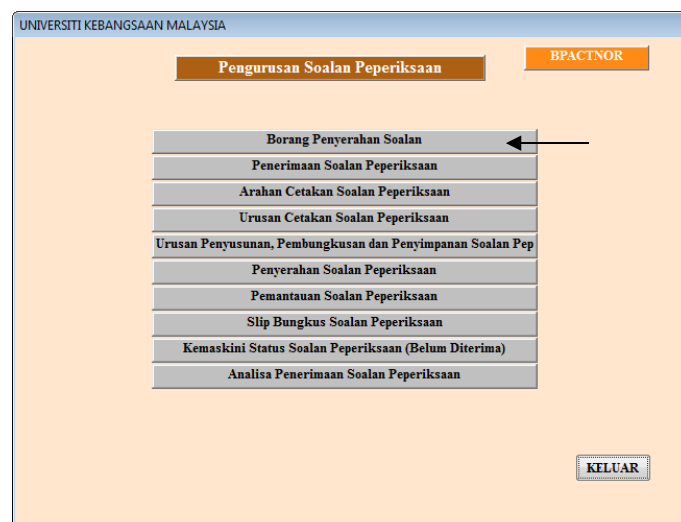 UNIVERSITI KEBANGSAAN MALAYSIA
Pengurusan Soalan Peperiksaan
BPACTNOR
Borang Penyerahan Soalan
Penerimaan Soalan Peperiksaan
Arahan Cetakan Soalan Peperiksaan
Urusan Cetakan Soalan Peperiksaan
Urusan Penyusunan, Pembungkusan dan Penyimpanan Soalan Pep
Penyerahan Soalan Peperiksaan
Pemantauan Soalan Peperiksaan
Slip Bungkus Soalan Peperiksaan
Kemaskini Status Soalan Peperiksaan (Belum Diterima)
Analisa Penerimaan Soalan Peperiksaan
KELUAR